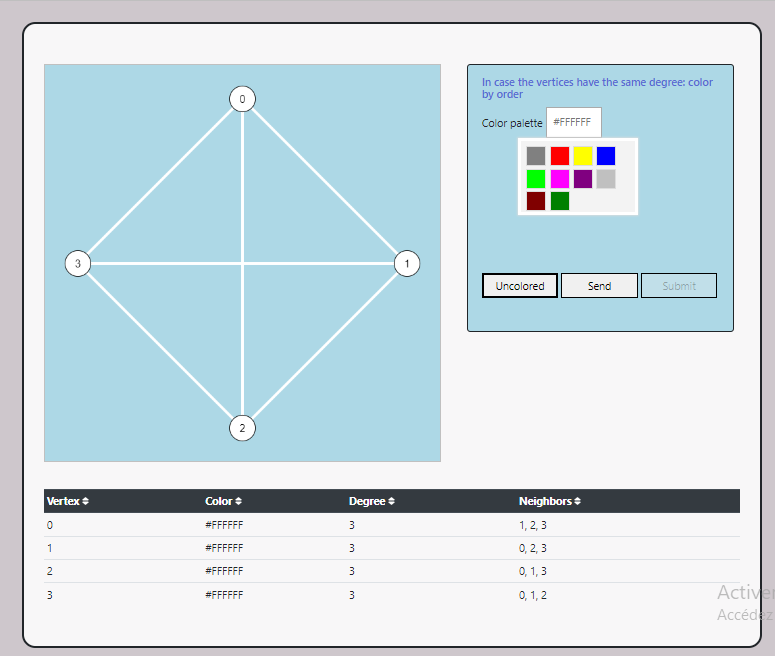 In case the vertices have the same degree: color
by order
Color palette #FFFFFF
0
3
1
2
Uncolored Send Submit
Vertex Color Degree Neighbors
0 #FFFFFF 3 1, 2, 3
1 #FFFFFF 3 0, 2, 3
2 #FFFFFF 3 0, 1, 3
3 #FFFFFF 3 0, 1, 2
Activer
Accédez